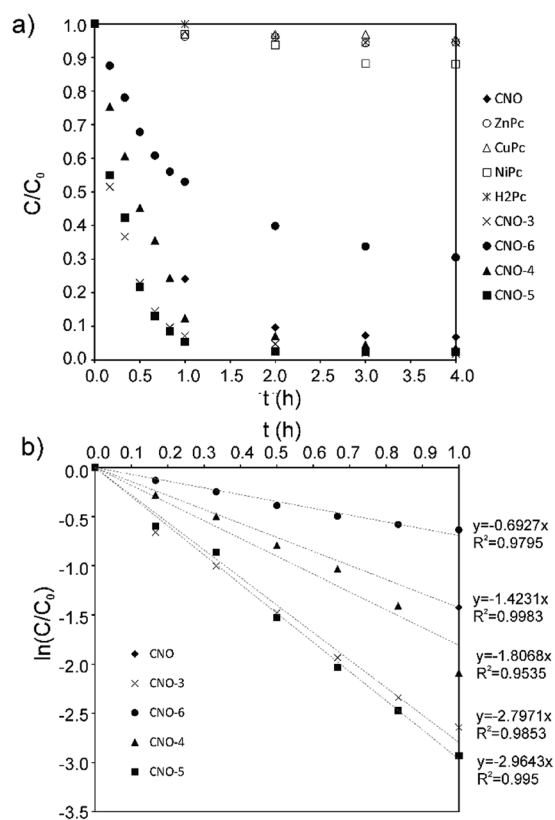 a)
1.0
0.9
0.8
0.7
0.6
0.5
0.4
0.3
0.2
0.1
0.0
C/C₀
0.0 0.5 1.0 1.5 2.0 2.5 3.0 3.5 4.0
t (h)
CNO
ZnPc
CuPc
NiPc
H2Pc
CNO-3
CNO-6
CNO-4
CNO-5
b)
t (h)
0.0 0.1 0.2 0.3 0.4 0.5 0.6 0.7 0.8 0.9 1.0
0.0
-0.5
-1.0
-1.5
-2.0
-2.5
-3.0
-3.5
ln(C/C₀)
CNO
CNO-3
CNO-6
CNO-4
CNO-5
y=-0.6927x
R²=0.9795
y=-1.4231x
R²=0.9983
y=-1.8068x
R²=0.9535
y=-2.7971x
R²=0.9853
y=-2.9643x
R²=0.995